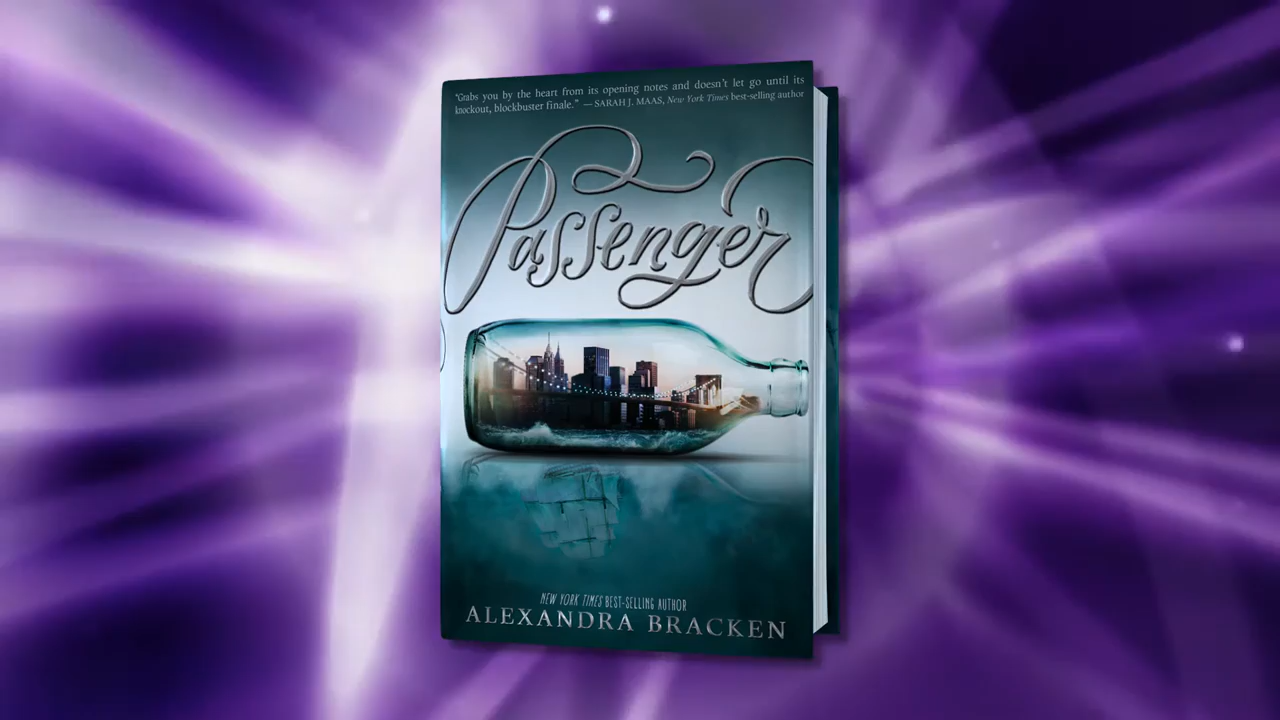 "Grabs you by the heart from its opening notes and doesn't let go until its
knockout, blockbuster finale." —SARAH J. MAAS, New York Times best-selling author
Passenger
NEW YORK TIMES BEST-SELLING AUTHOR
ALEXANDRA BRACKEN